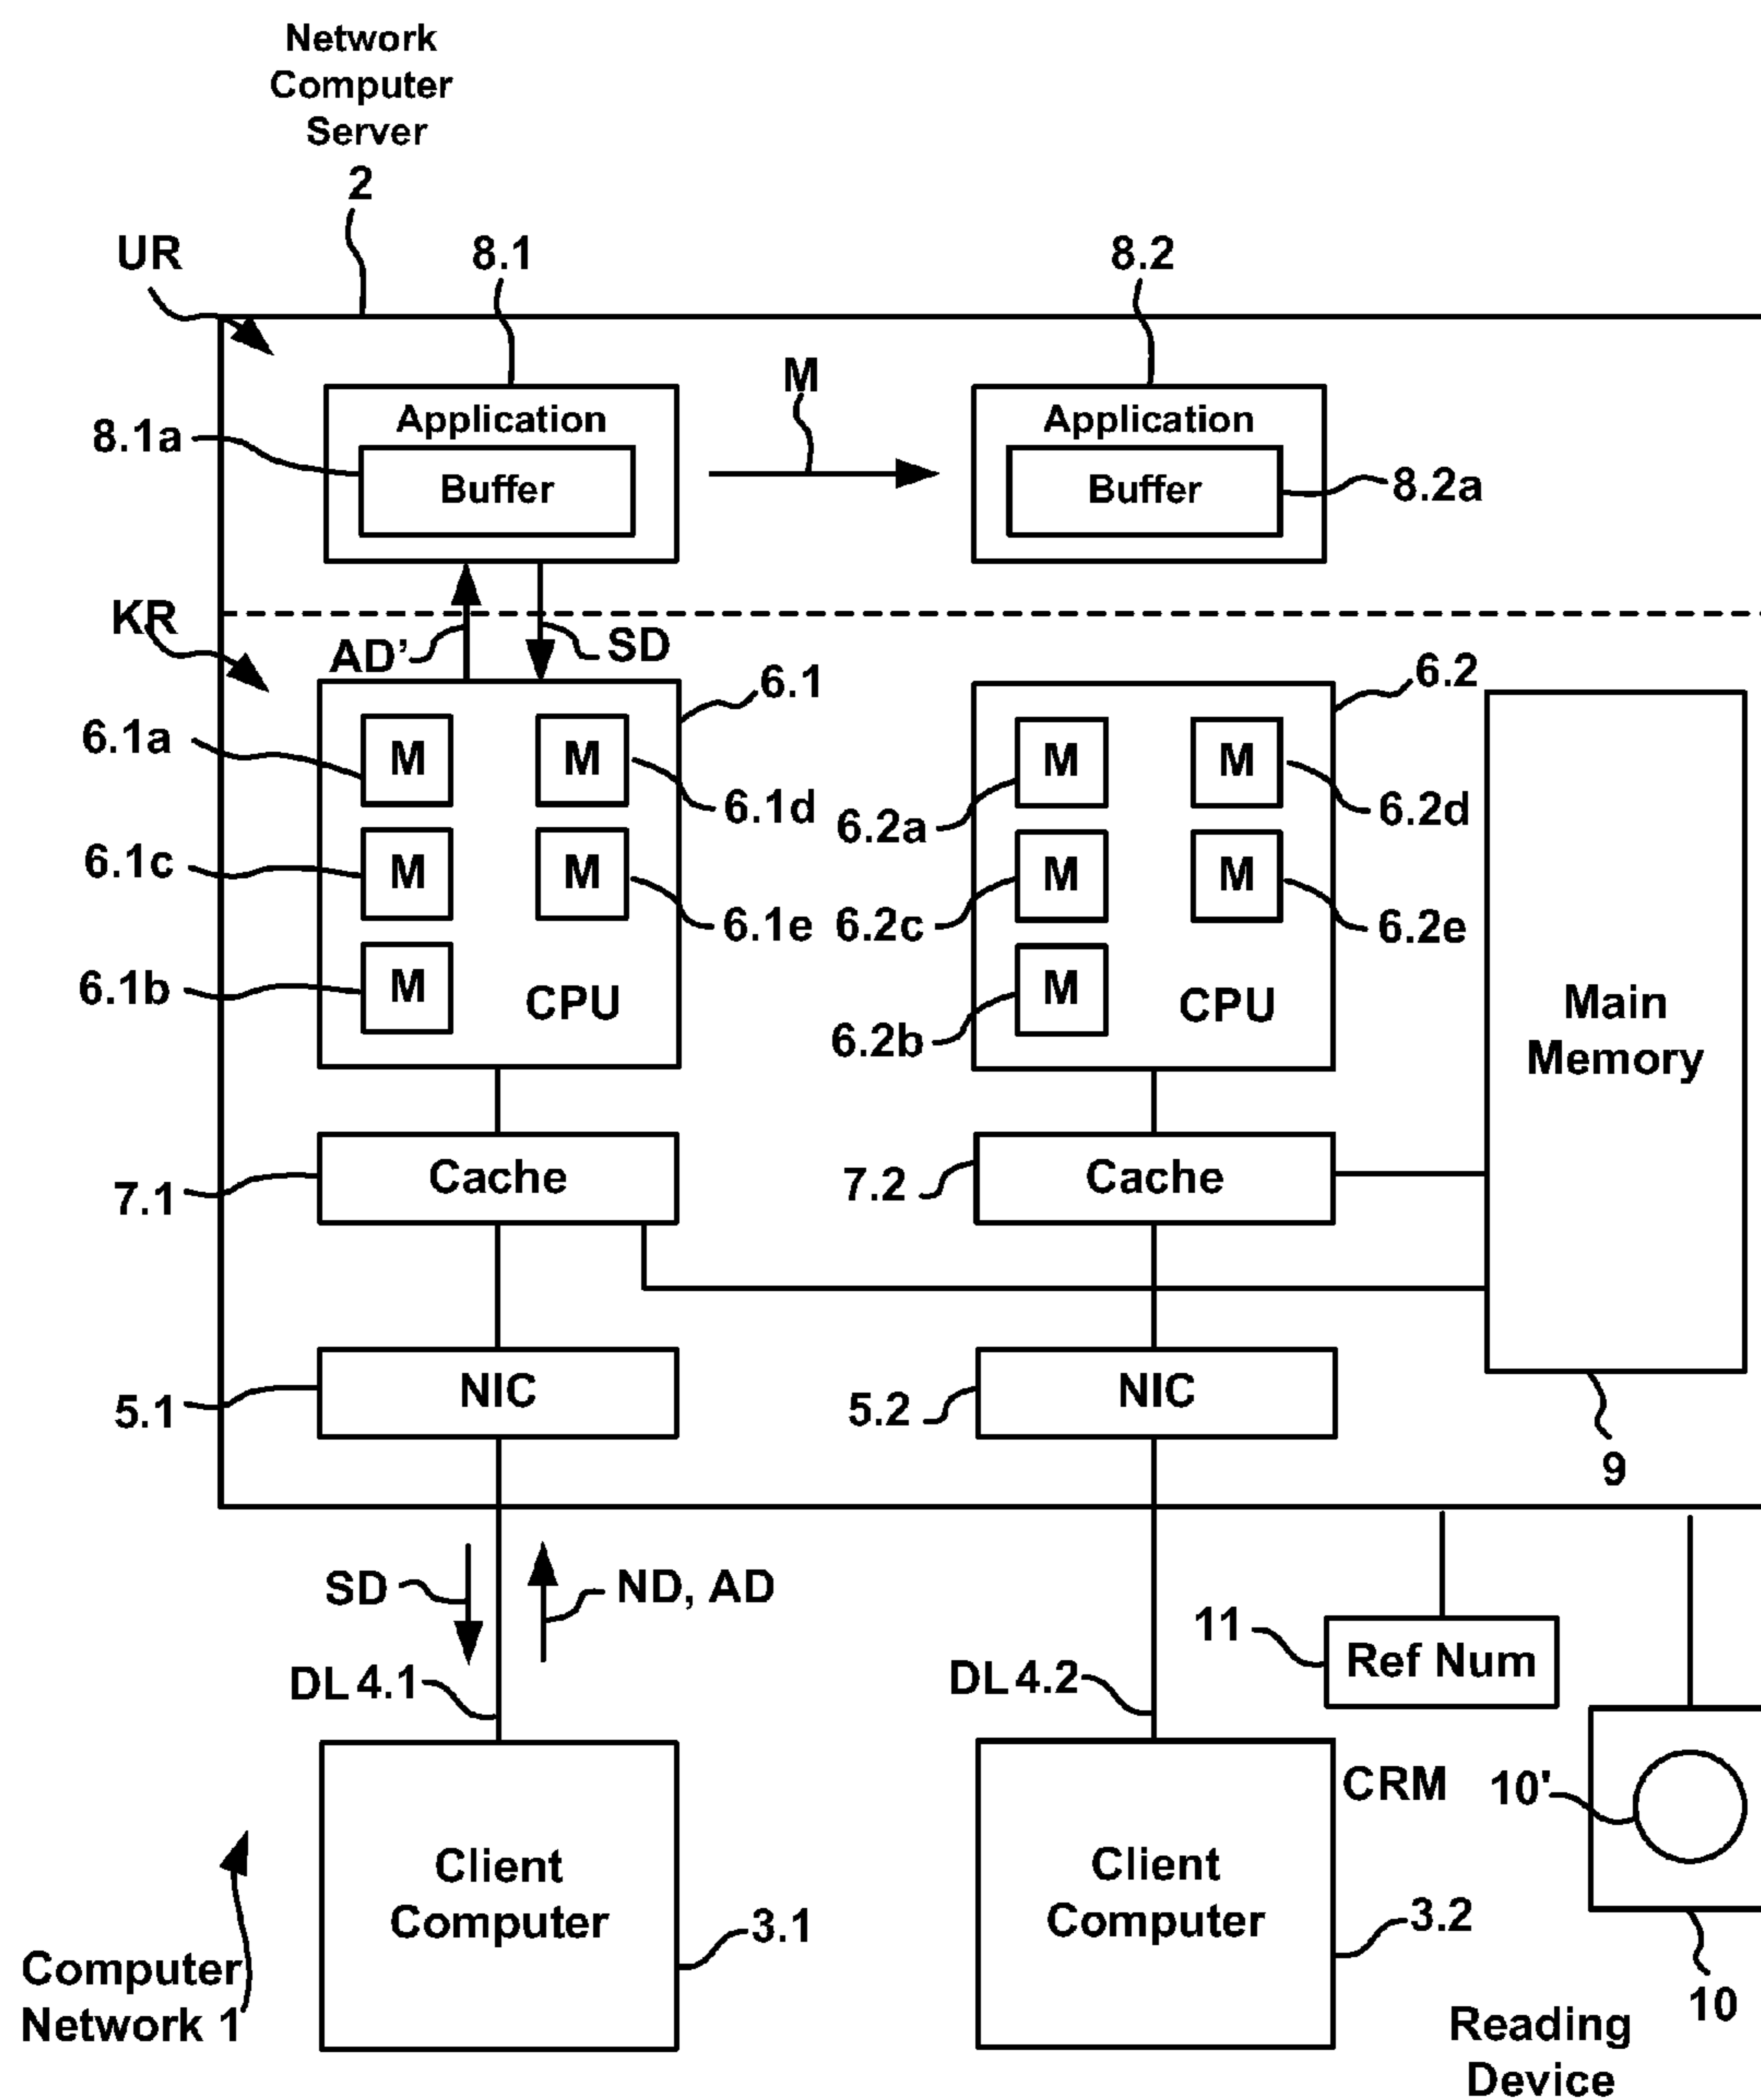 Network
Computer
Server
2
UR
8.1
8.2
M
Application
Application
8.1a
Buffer
Buffer
8.2a
KR
AD'
SD
6.1
6.2
6.1a
M
M
M
M
6.1d
6.2a
6.2d
6.1c
M
M
M
M
6.1e
6.2c
6.2e
6.1b
M
CPU
M
CPU
6.2b
Main
Memory
7.1
Cache
7.2
Cache
5.1
NIC
5.2
NIC
9
SD
ND, AD
11
Ref Num
DL 4.1
DL 4.2
CRM
10'
Client
Computer
3.1
Client
Computer
3.2
Computer
Network 1
10
Reading
Device